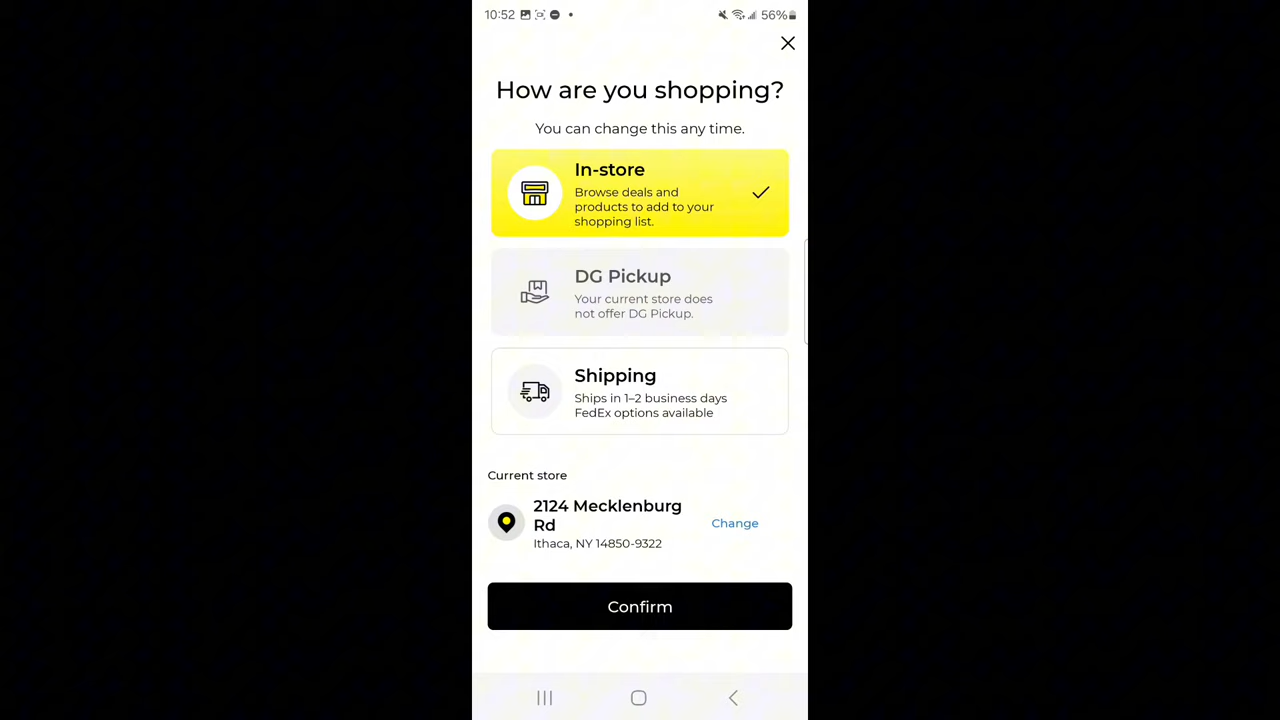 10:52
56%
How are you shopping?
You can change this any time.
In-store
Browse deals and
products to add to your
shopping list.
DG Pickup
Your current store does
not offer DG Pickup.
Shipping
Ships in 1–2 business days
FedEx options available
Current store
2124 Mecklenburg
Rd
Ithaca, NY 14850-9322
Change
Confirm